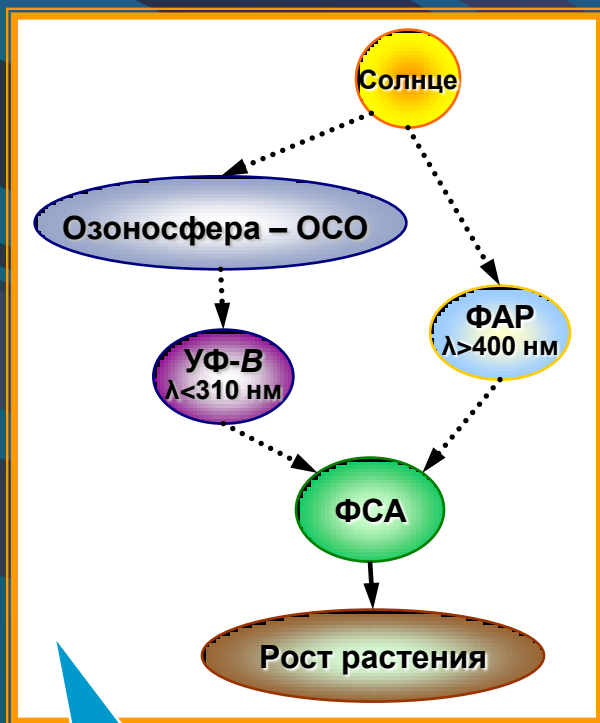 Солнце
Озоносфера – ОСО
ФАР
λ>400 нм
УФ-В
λ<310 нм
ФСА
Рост растения